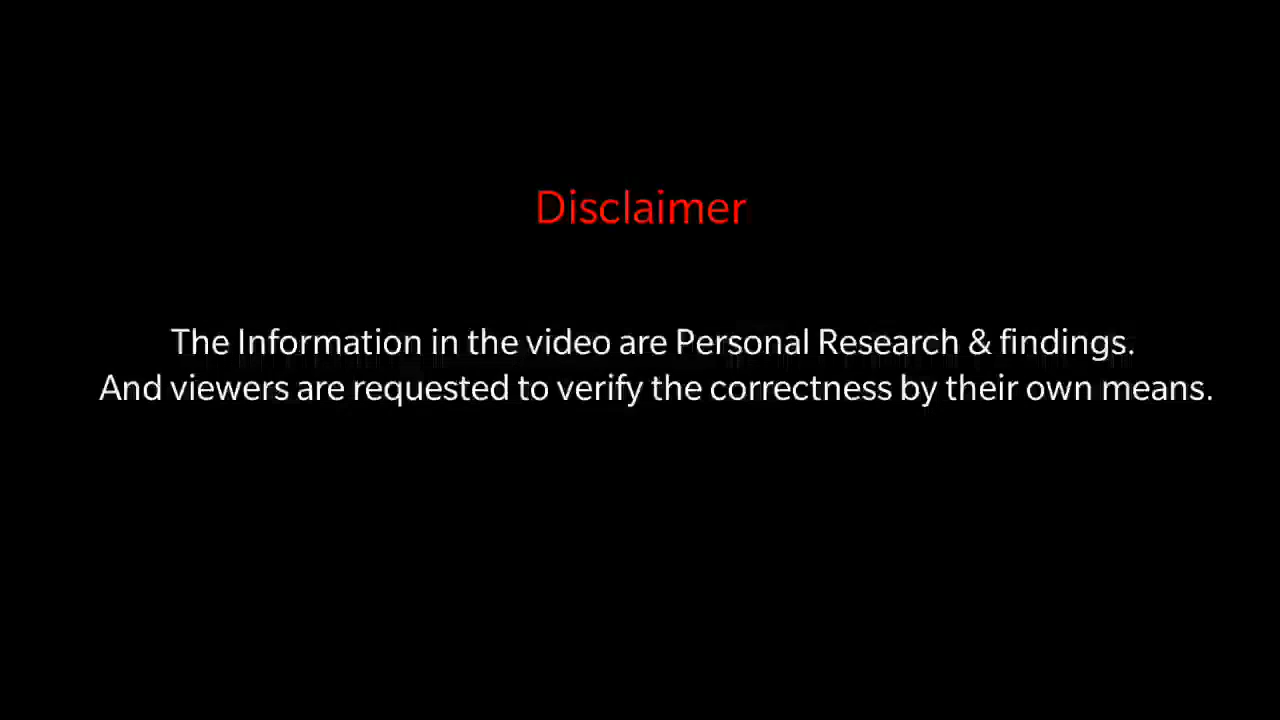 Disclaimer
The Information in the video are Personal Research & findings.
And viewers are requested to verify the correctness by their own means.